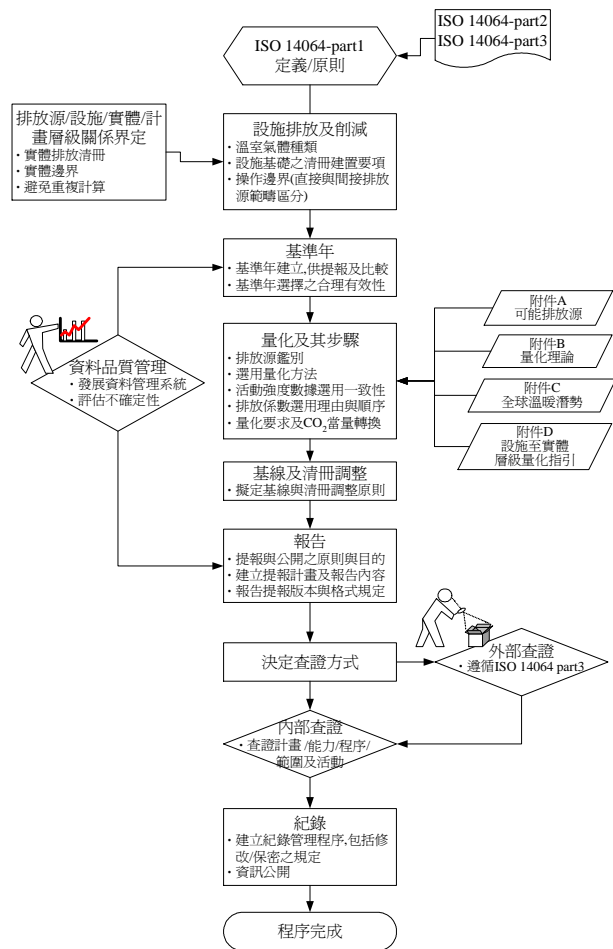 ISO 14064-part2
ISO 14064-part3
ISO 14064-part1
定義/原則
排放源/設施/實體/計
畫層級關係界定
・實體排放清冊
・實體邊界
・避免重複計算
設施排放及削減
・溫室氣體種類
・設施基礎之清冊建置要項
・操作邊界(直接與間接排放
源範疇區分)
基準年
・基準年建立,供提報及比較
・基準年選擇之合理有效性
資料品質管理
・發展資料管理系統
・評估不確定性
量化及其步驟
・排放源鑑別
・選用量化方法
・活動強度數據選用一致性
・排放係數選用理由與順序
・量化要求及CO₂當量轉換
附件A
可能排放源
附件B
量化理論
附件C
全球溫暖潛勢
附件D
設施至實體
層級量化指引
基線及清冊調整
・擬定基線與清冊調整原則
報告
・提報與公開之原則與目的
・建立提報計畫及報告內容
・報告提報版本與格式規定
決定查證方式
外部查證
・遵循ISO 14064 part3
內部查證
・查證計畫/能力/程序/
範圍及活動
紀錄
・建立紀錄管理程序,包括修
改/保密之規定
・資訊公開
程序完成